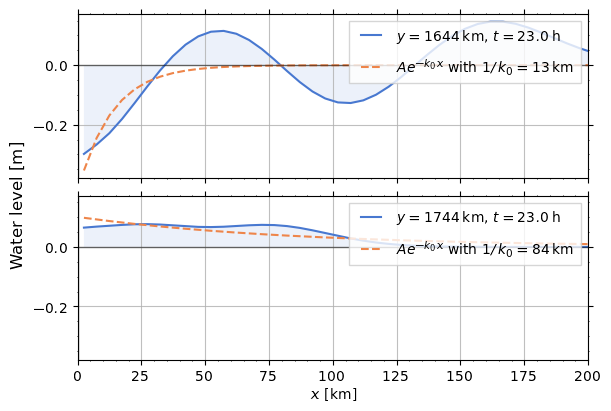 0.0
−0.2
y = 1644 km, t = 23.0 h
Ae^{−k₀x} with 1/k₀ = 13 km
Water level [m]
0.0
−0.2
y = 1744 km, t = 23.0 h
Ae^{−k₀x} with 1/k₀ = 84 km
0 25 50 75 100 125 150 175 200
x [km]